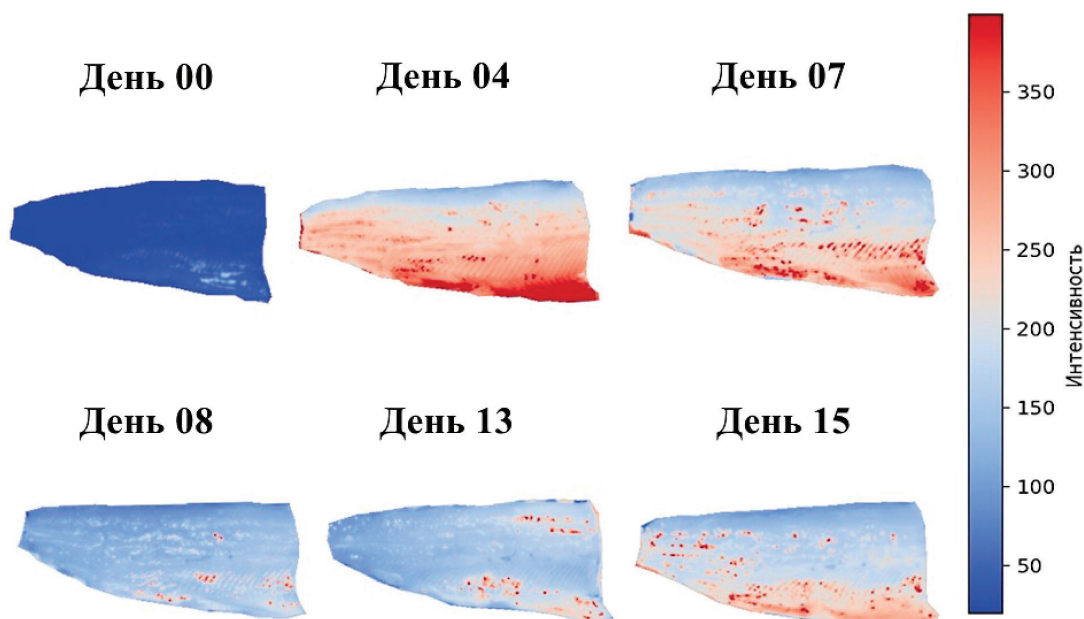 День 00
День 04
День 07
День 08
День 13
День 15
350
300
250
200
150
100
50
Интенсивность